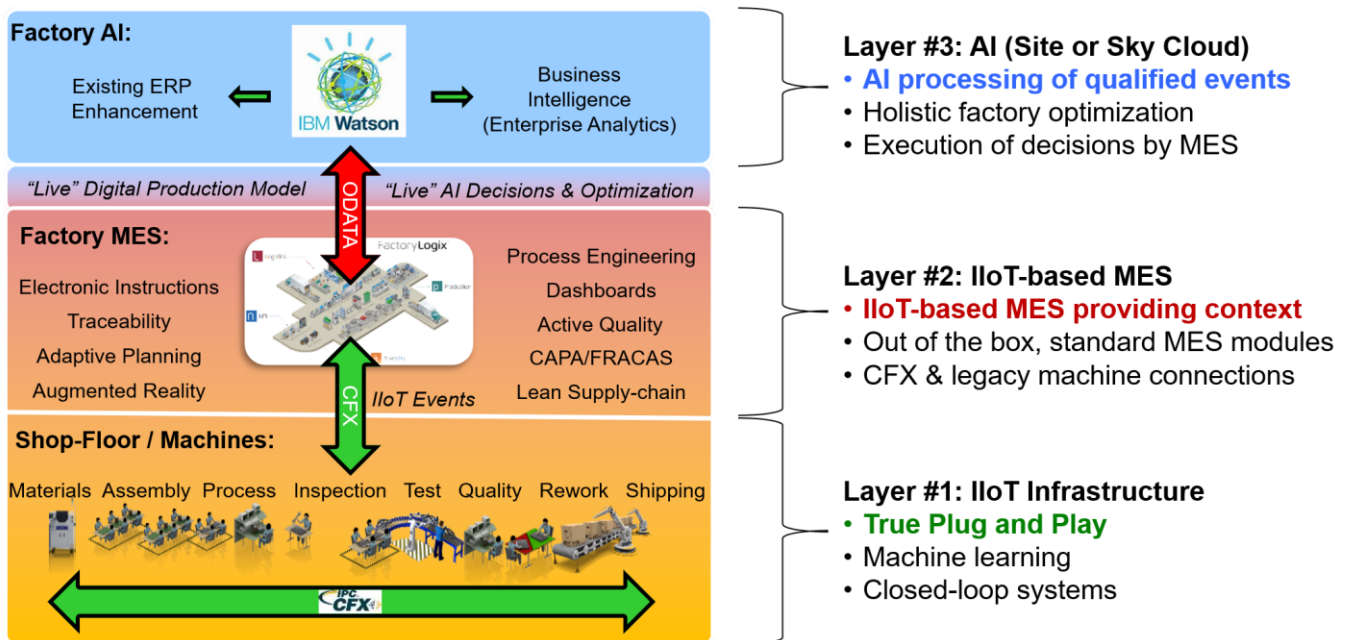 Factory AI:
Existing ERP
Enhancement
IBM Watson
Business
Intelligence
(Enterprise Analytics)
"Live" Digital Production Model
"Live" AI Decisions & Optimization
ODATA
Factory MES:
Electronic Instructions
Traceability
Adaptive Planning
Augmented Reality
FactoryLogix
Logistics
Production
NPI
Analytics
Process Engineering
Dashboards
Active Quality
CAPA/FRACAS
Lean Supply-chain
CFX
IIoT Events
Shop-Floor / Machines:
Materials Assembly Process Inspection Test Quality Rework Shipping
IPC
CFX
Layer #3: AI (Site or Sky Cloud)
• AI processing of qualified events
• Holistic factory optimization
• Execution of decisions by MES
Layer #2: IIoT-based MES
• IIoT-based MES providing context
• Out of the box, standard MES modules
• CFX & legacy machine connections
Layer #1: IIoT Infrastructure
• True Plug and Play
• Machine learning
• Closed-loop systems